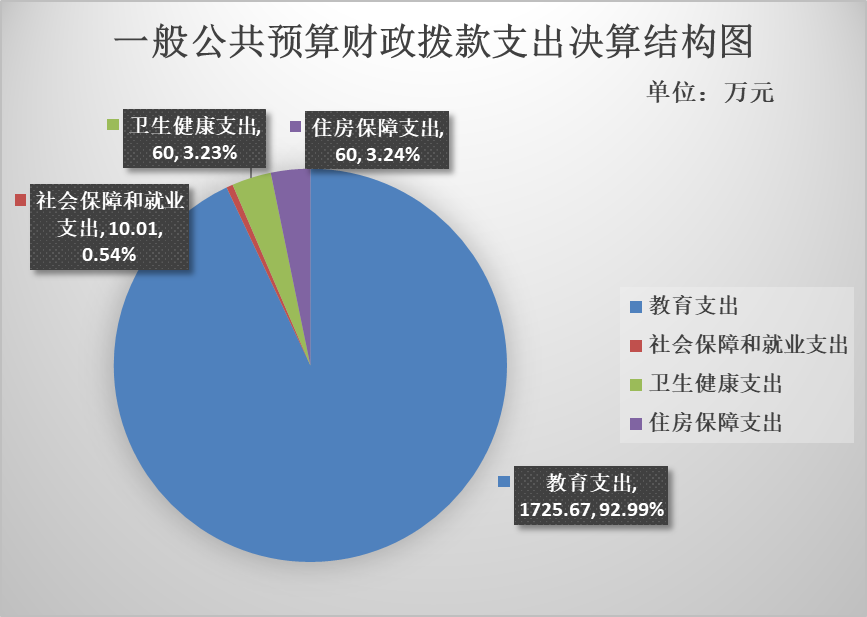 一般公共预算财政拨款支出决算结构图
单位：万元
卫生健康支出,
60, 3.23%
住房保障支出,
60, 3.24%
社会保障和就业
支出, 10.01,
0.54%
教育支出
社会保障和就业支出
卫生健康支出
住房保障支出
教育支出,
1725.67, 92.99%